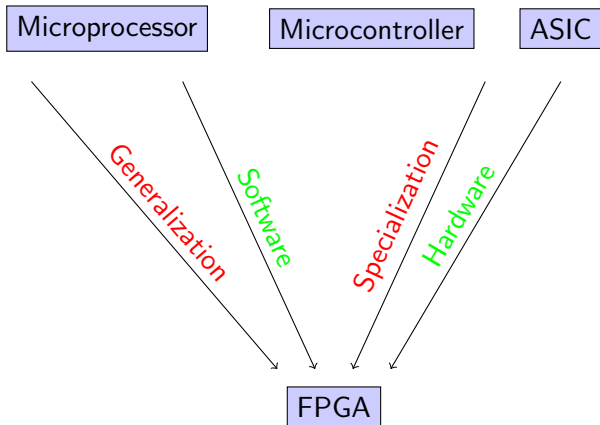 Microprocessor
Microcontroller
ASIC
Generalization
Software
Specialization
Hardware
FPGA